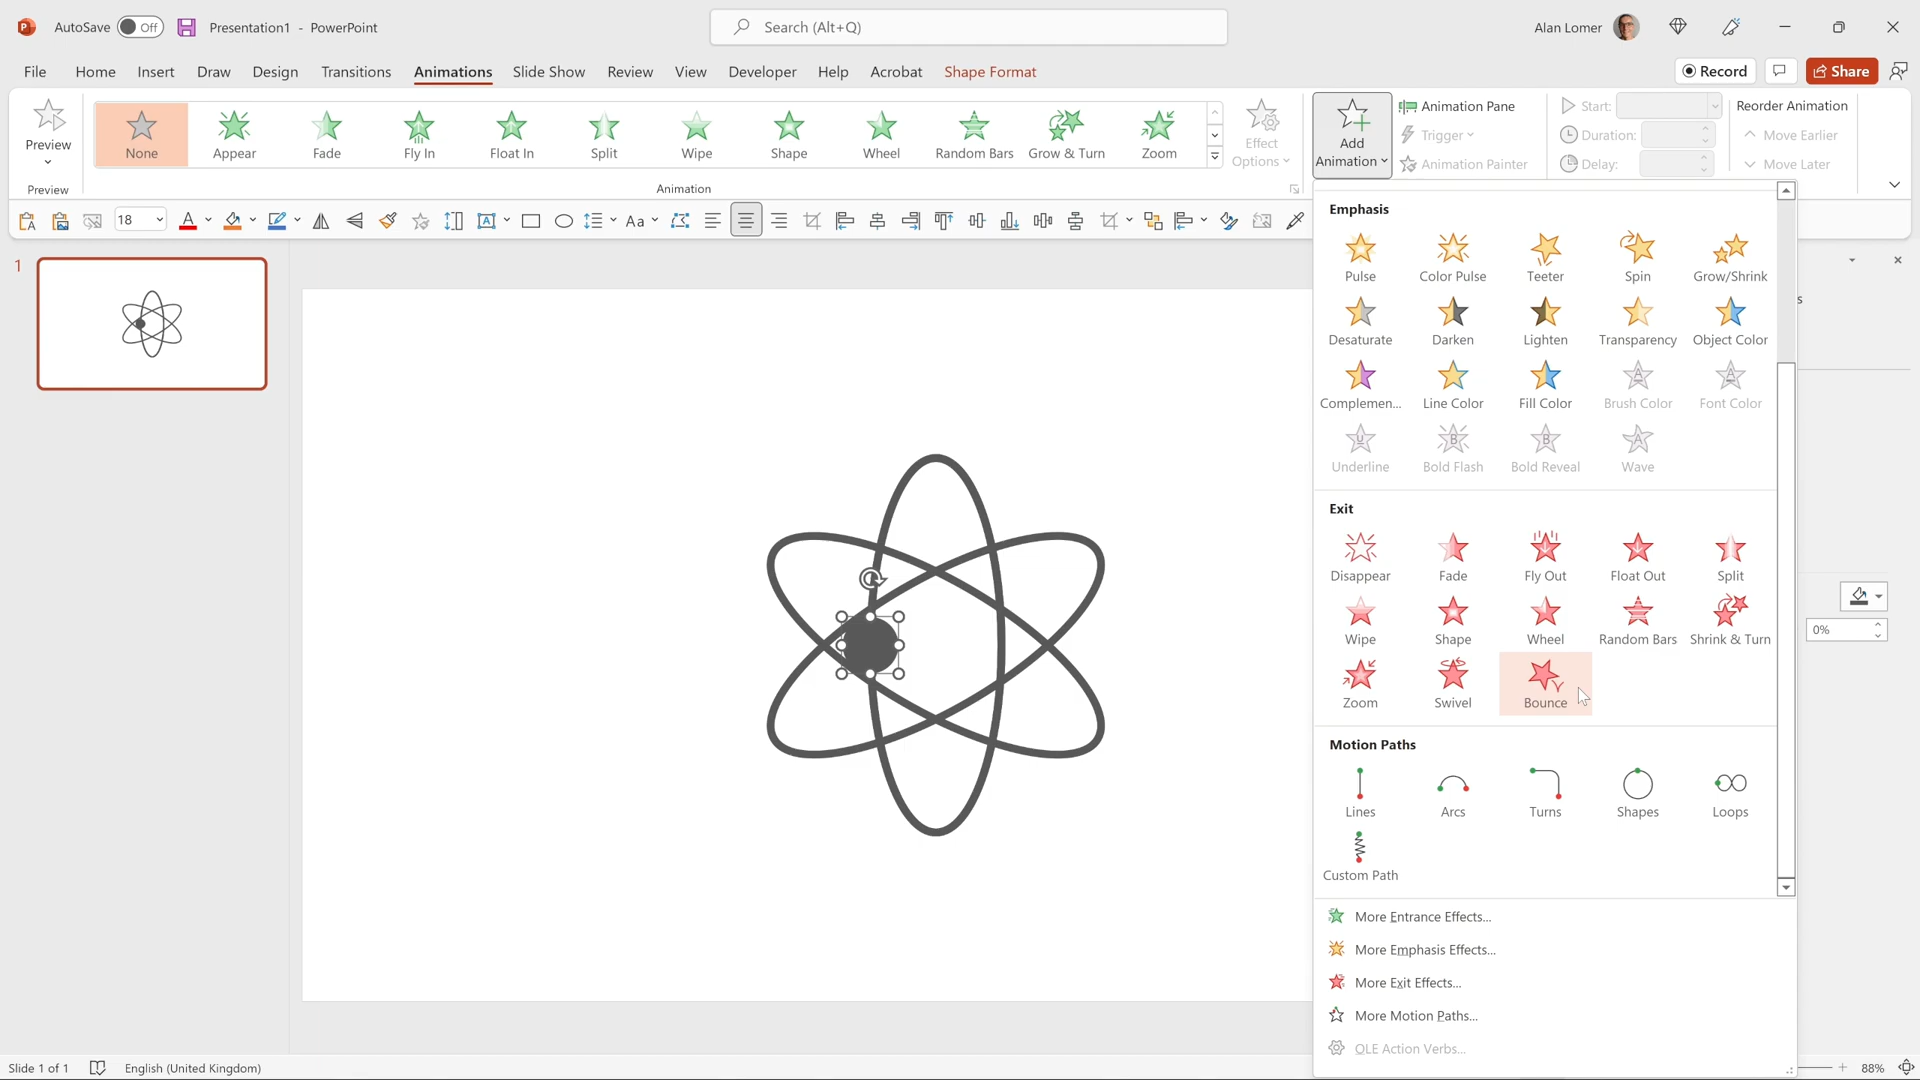 AutoSave Off Presentation1 - PowerPoint Search (Alt+Q) Alan Lomer
File Home Insert Draw Design Transitions Animations Slide Show Review View Developer Help Acrobat Shape Format Record Share
Preview
Preview
None Appear Fade Fly In Float In Split Wipe Shape Wheel Random Bars Grow & Turn Zoom
Animation
Effect
Options
Add
Animation
Animation Pane
Trigger
Animation Painter
Start:
Duration:
Delay:
Reorder Animation
Move Earlier
Move Later
18
1
Emphasis
Pulse Color Pulse Teeter Spin Grow/Shrink
Desaturate Darken Lighten Transparency Object Color
Complemen... Line Color Fill Color Brush Color Font Color
Underline Bold Flash Bold Reveal Wave
Exit
Disappear Fade Fly Out Float Out Split
Wipe Shape Wheel Random Bars Shrink & Turn
Zoom Swivel Bounce
Motion Paths
Lines Arcs Turns Shapes Loops
Custom Path
More Entrance Effects...
More Emphasis Effects...
More Exit Effects...
More Motion Paths...
OLE Action Verbs...
0%
Slide 1 of 1 English (United Kingdom) 88%